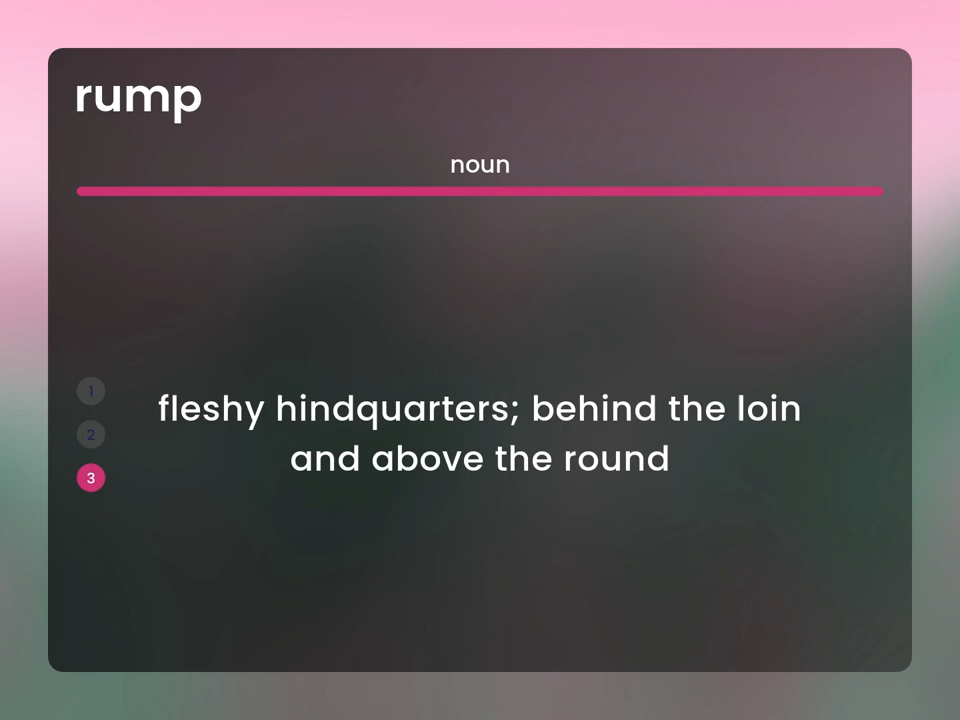 rump
noun
1
2
3
fleshy hindquarters; behind the loin
and above the round